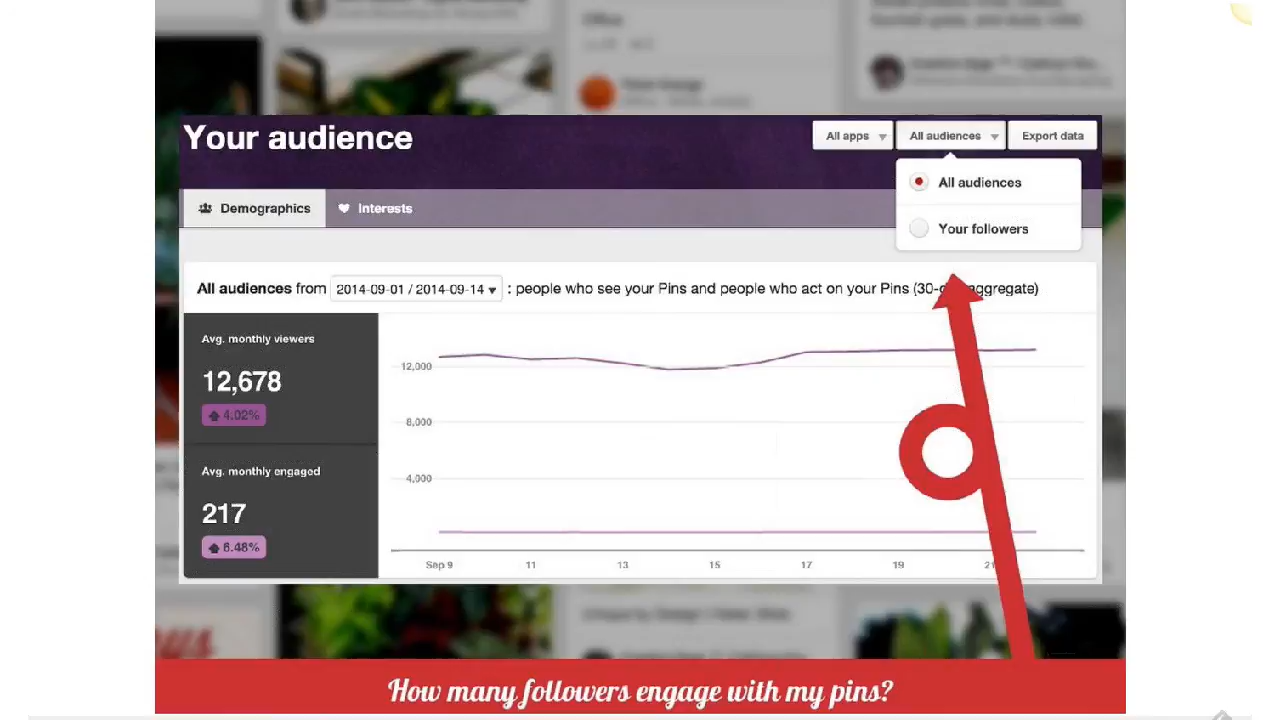 Office
Your audience
All apps
All audiences
Export data
All audiences
Your followers
Demographics
Interests
All audiences from 2014-09-01 / 2014-09-14 : people who see your Pins and people who act on your Pins (30- aggregate)
Avg. monthly viewers
12,678
4.02%
Avg. monthly engaged
217
6.48%
12,000
8,000
4,000
Sep 9 11 13 15 17 19
How many followers engage with my pins?